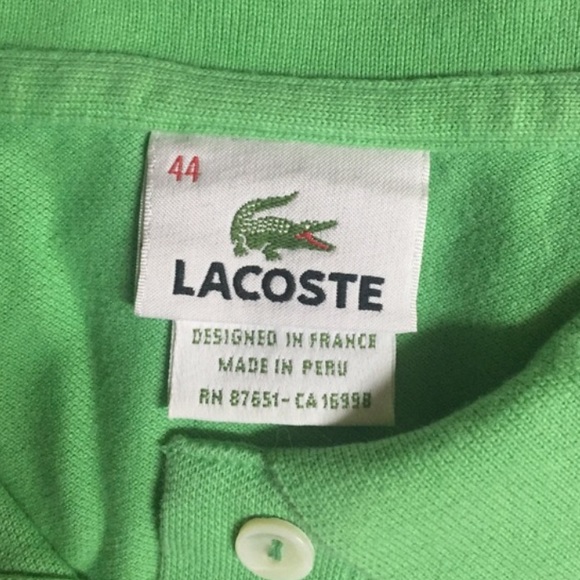 44
LACOSTE
DESIGNED IN FRANCE
MADE IN PERU
RN 87651-CA 16998